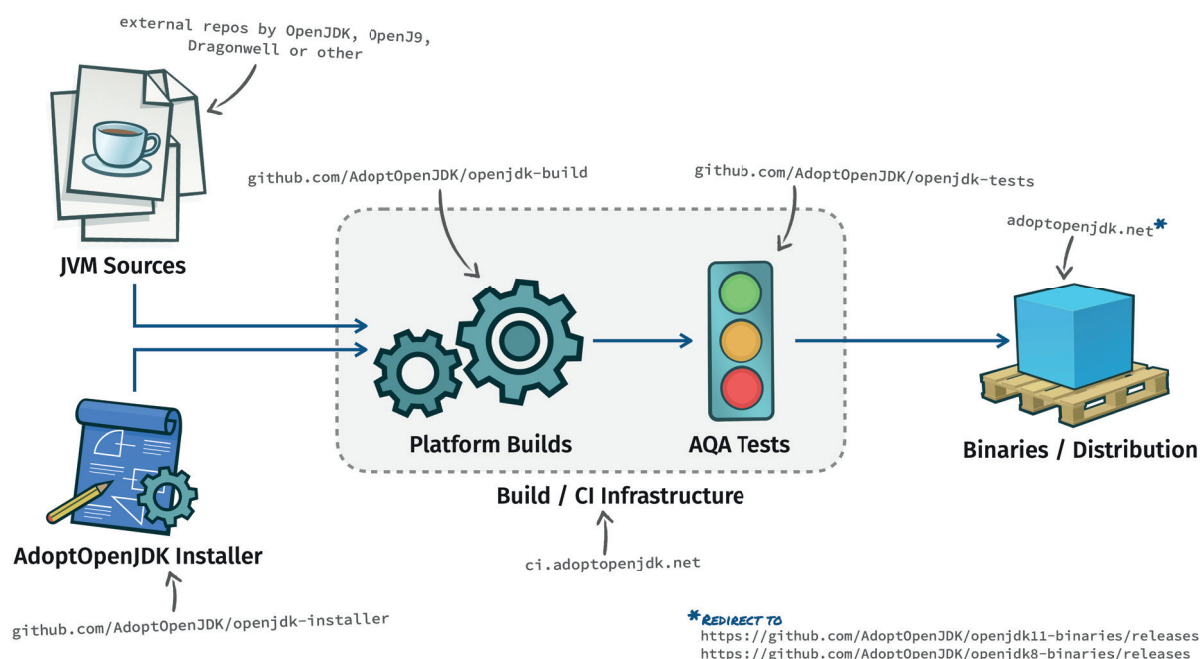 external repos by OpenJDK, OpenJ9,
Dragonwell or other
github.com/AdoptOpenJDK/openjdk-build
github.com/AdoptOpenJDK/openjdk-tests
adoptopenjdk.net*
JVM Sources
Platform Builds
AQA Tests
Binaries / Distribution
Build / CI Infrastructure
AdoptOpenJDK Installer
ci.adoptopenjdk.net
github.com/AdoptOpenJDK/openjdk-installer
*REDIRECT TO
https://github.com/AdoptOpenJDK/openjdk11-binaries/releases
https://github.com/AdoptOpenJDK/openjdk8-binaries/releases